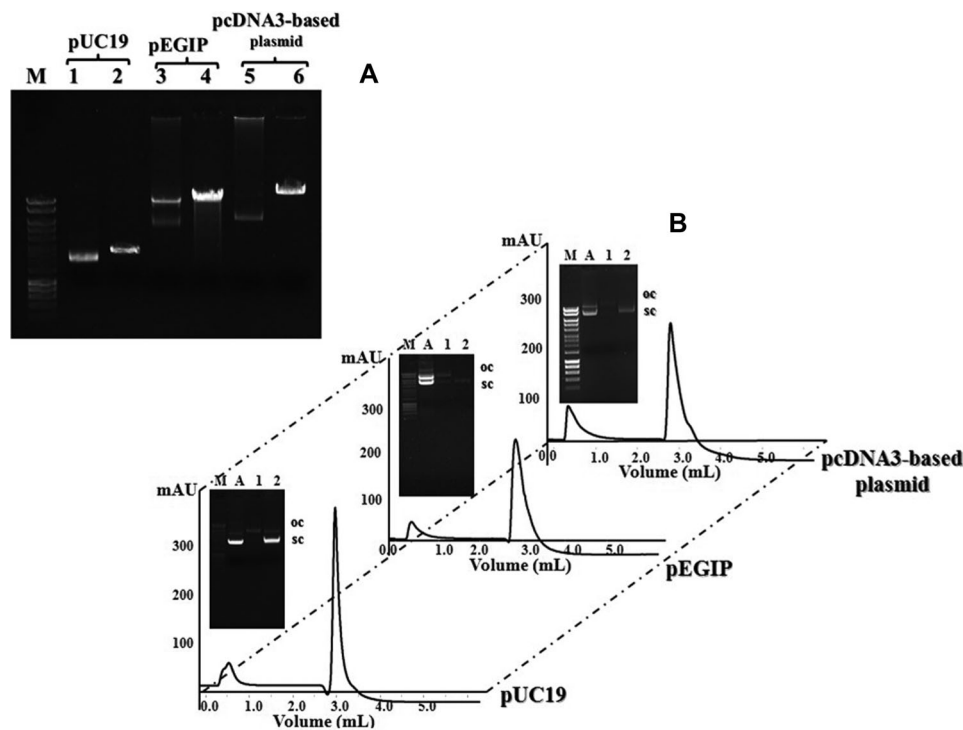 pUC19 pEGIP pcDNA3-based
plasmid
M 1 2 3 4 5 6
A
B
mAU
M A 1 2
oc
sc
300
200
100
0.0 1.0 2.0 3.0 4.0 5.0
Volume (mL)
pcDNA3-based
plasmid
mAU
M A 1 2
oc
sc
300
200
100
0.0 1.0 2.0 3.0 4.0 5.0
Volume (mL)
pEGIP
mAU
M A 1 2
oc
sc
300
200
100
0.0 1.0 2.0 3.0 4.0 5.0
Volume (mL)
pUC19